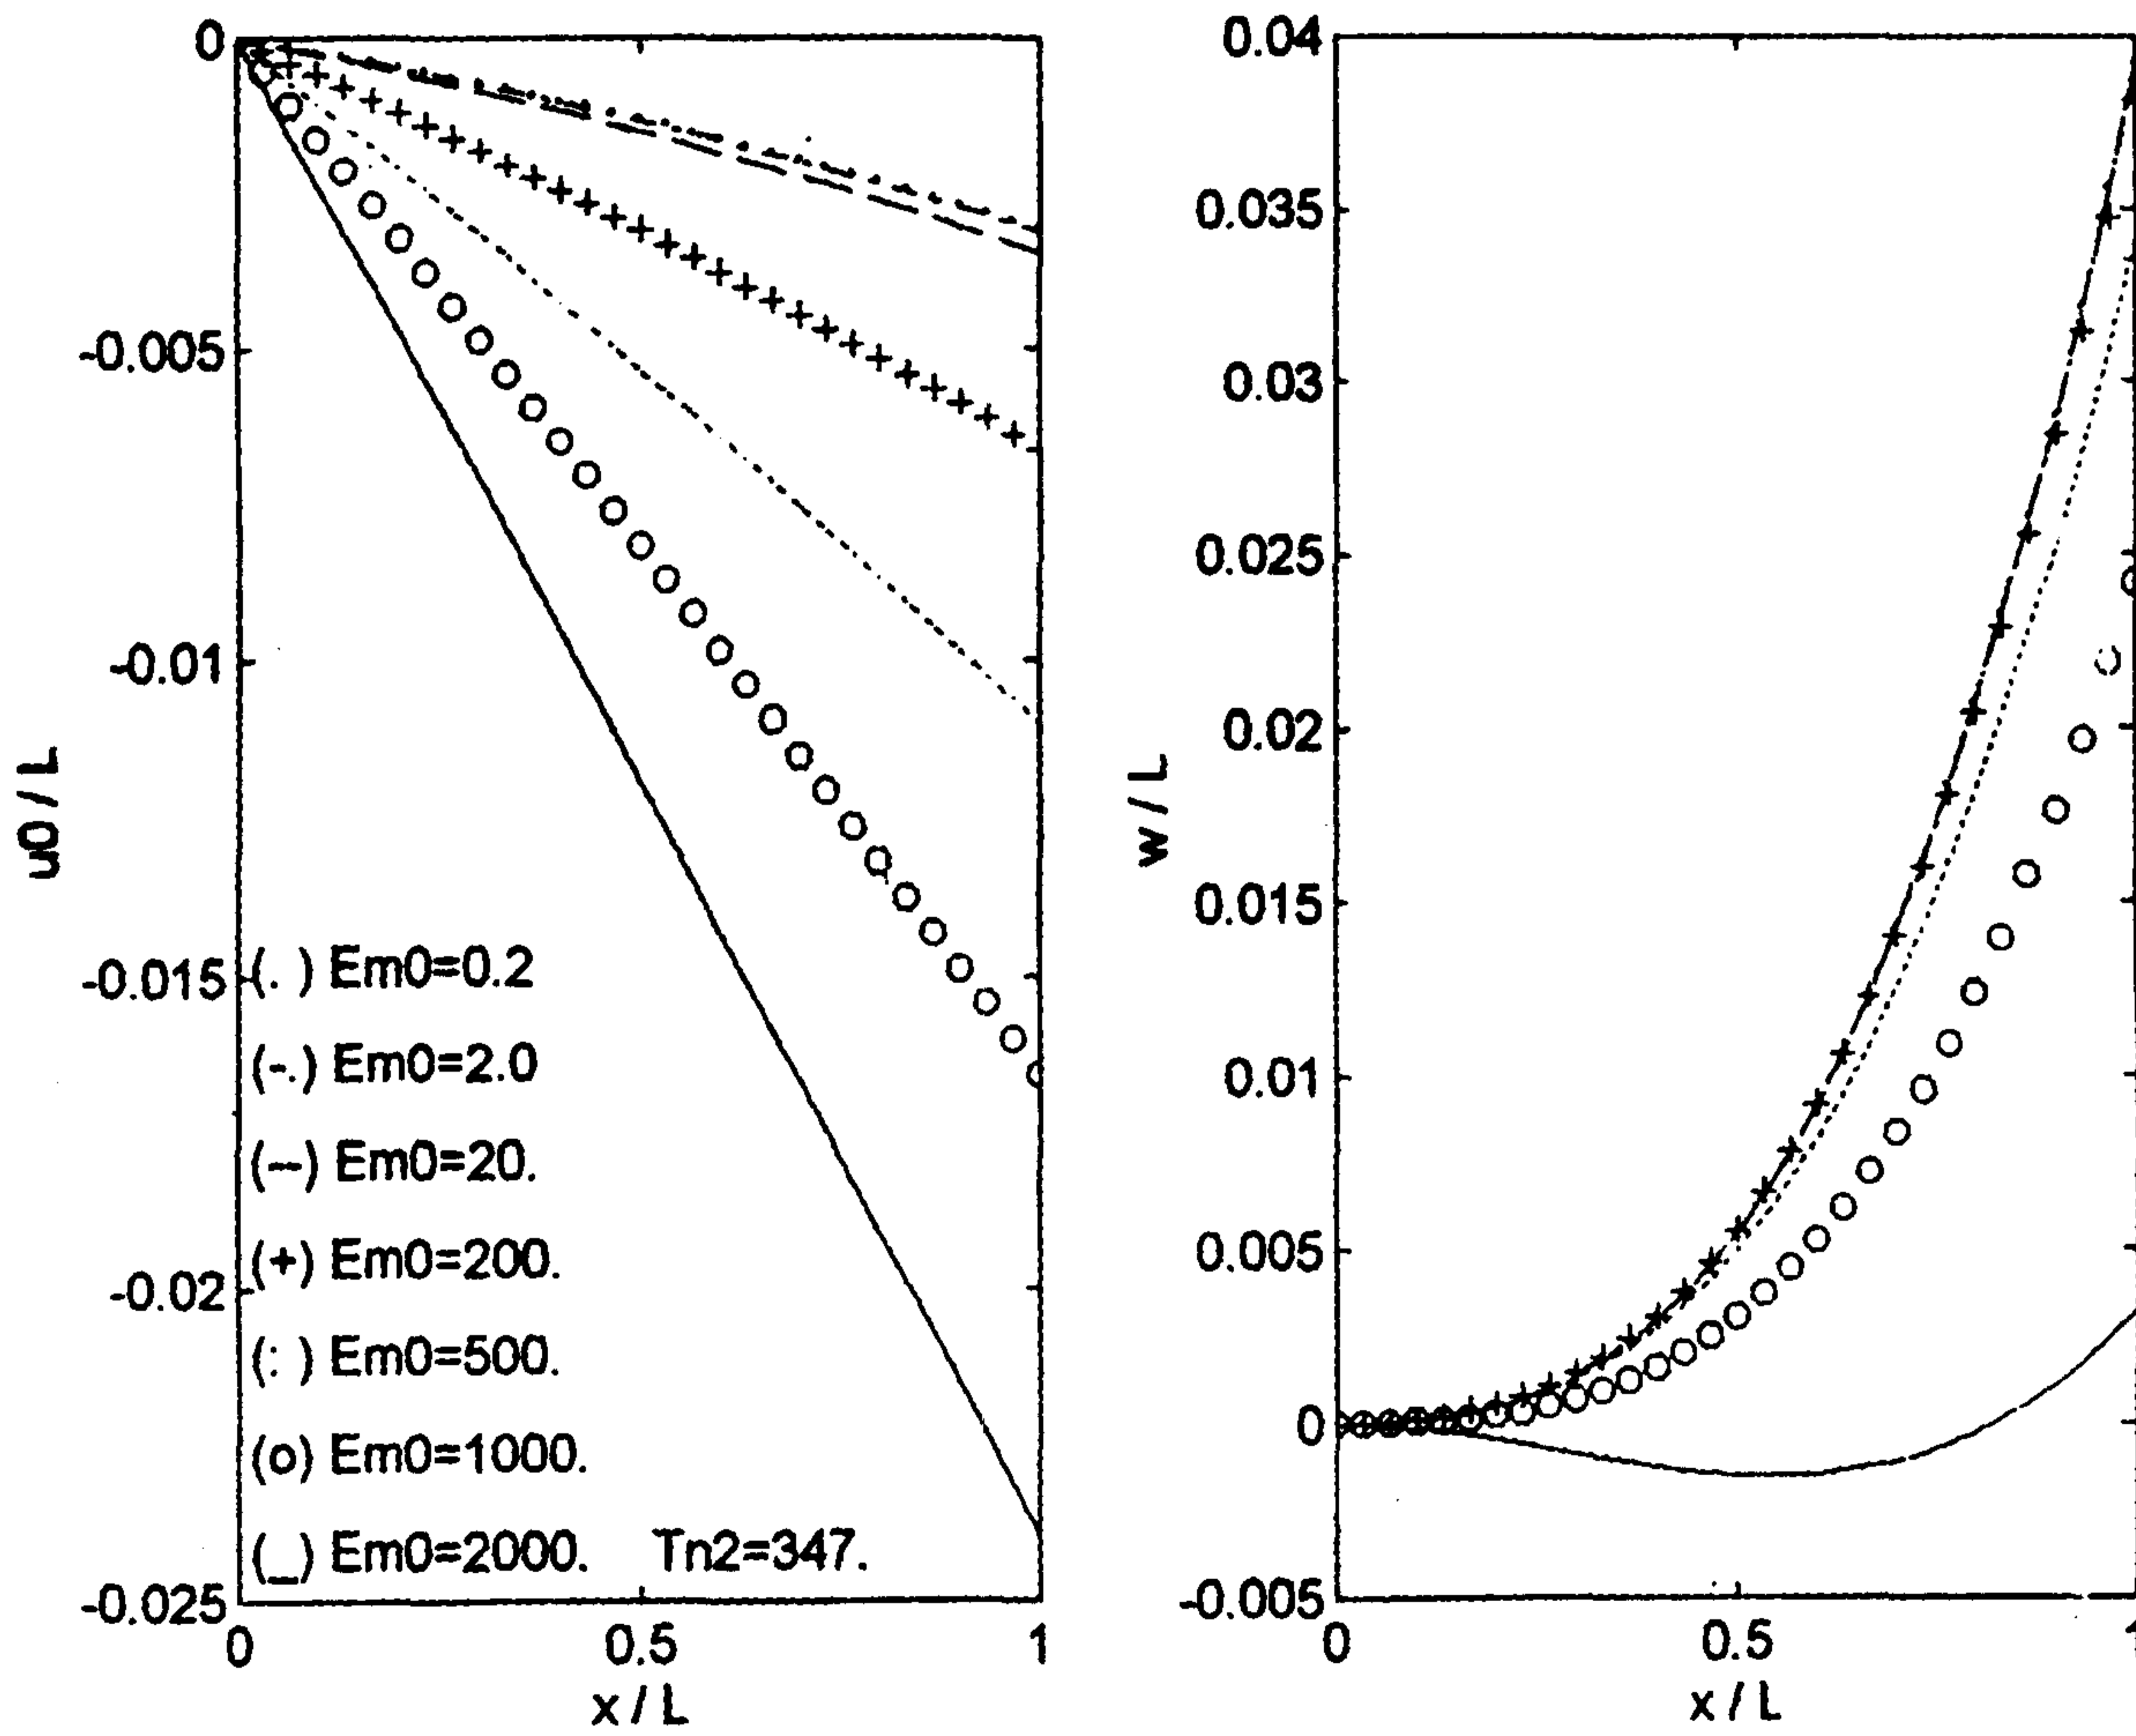 0
-0.005
-0.01
-0.015
-0.02
-0.025
u0 / L
(. ) Em0=0.2
(-.) Em0=2.0
(--) Em0=20.
(+) Em0=200.
(: ) Em0=500.
(o) Em0=1000.
(_) Em0=2000. Tn2=347.
0 0.5 1
x / L
0.04
0.035
0.03
0.025
0.02
0.015
0.01
0.005
0
-0.005
w / L
0 0.5 1
x / L